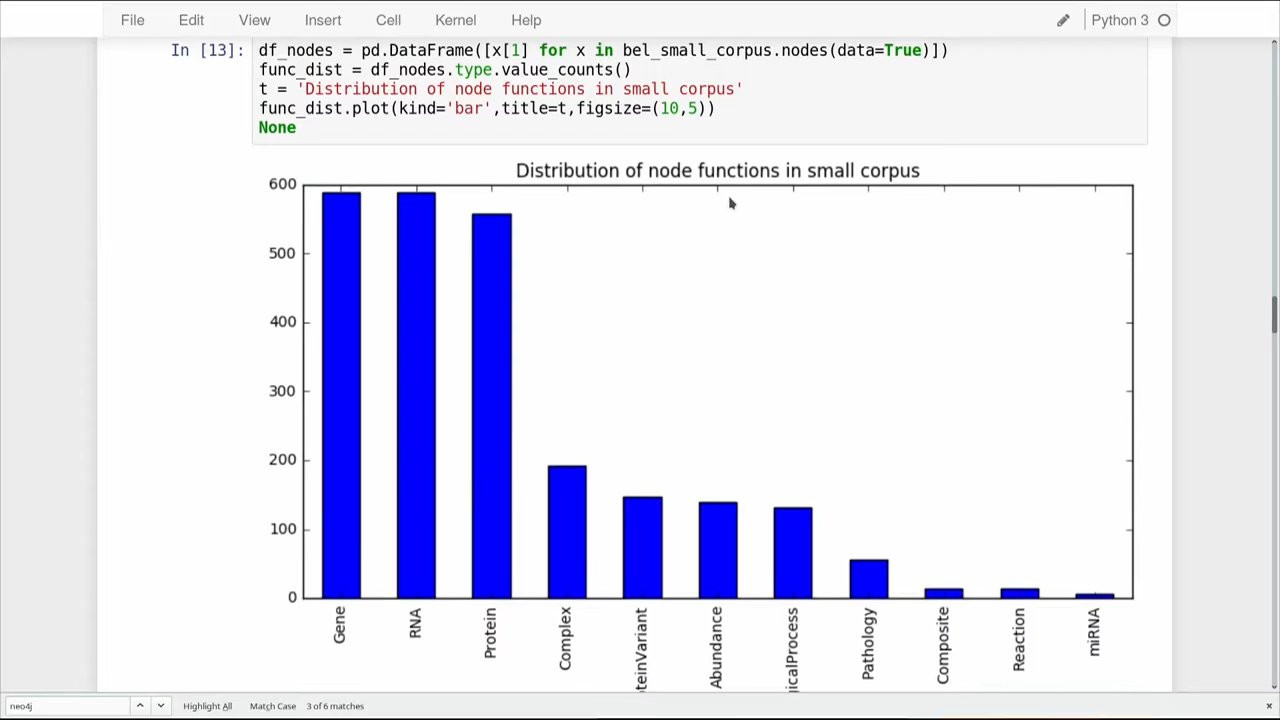 File Edit View Insert Cell Kernel Help Python 3
In [13]: df_nodes = pd.DataFrame([x[1] for x in bel_small_corpus.nodes(data=True)])
func_dist = df_nodes.type.value_counts()
t = 'Distribution of node functions in small corpus'
func_dist.plot(kind='bar',title=t,figsize=(10,5))
None
Distribution of node functions in small corpus
600
500
400
300
200
100
0
Gene
RNA
Protein
Complex
teinVariant
Abundance
gicalProcess
Pathology
Composite
Reaction
miRNA
neo4j Highlight All Match Case 3 of 6 matches